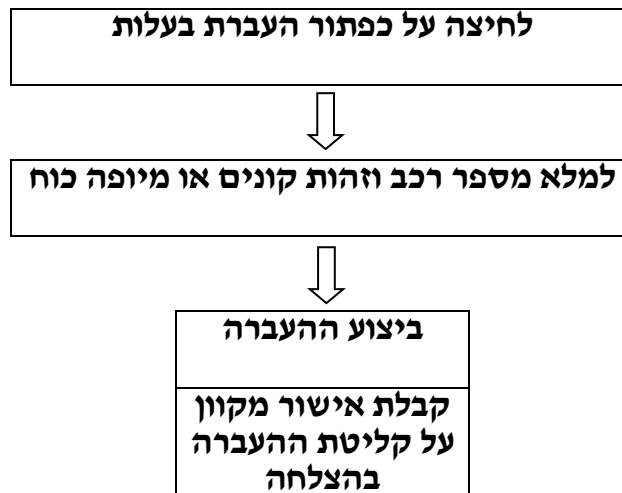 לחיצה על כפתור העברת בעלות
למלא מספר רכב וזהות קונים או מיופה כוח
ביצוע ההעברה
קבלת אישור מקוון
על קליטת ההעברה
בהצלחה